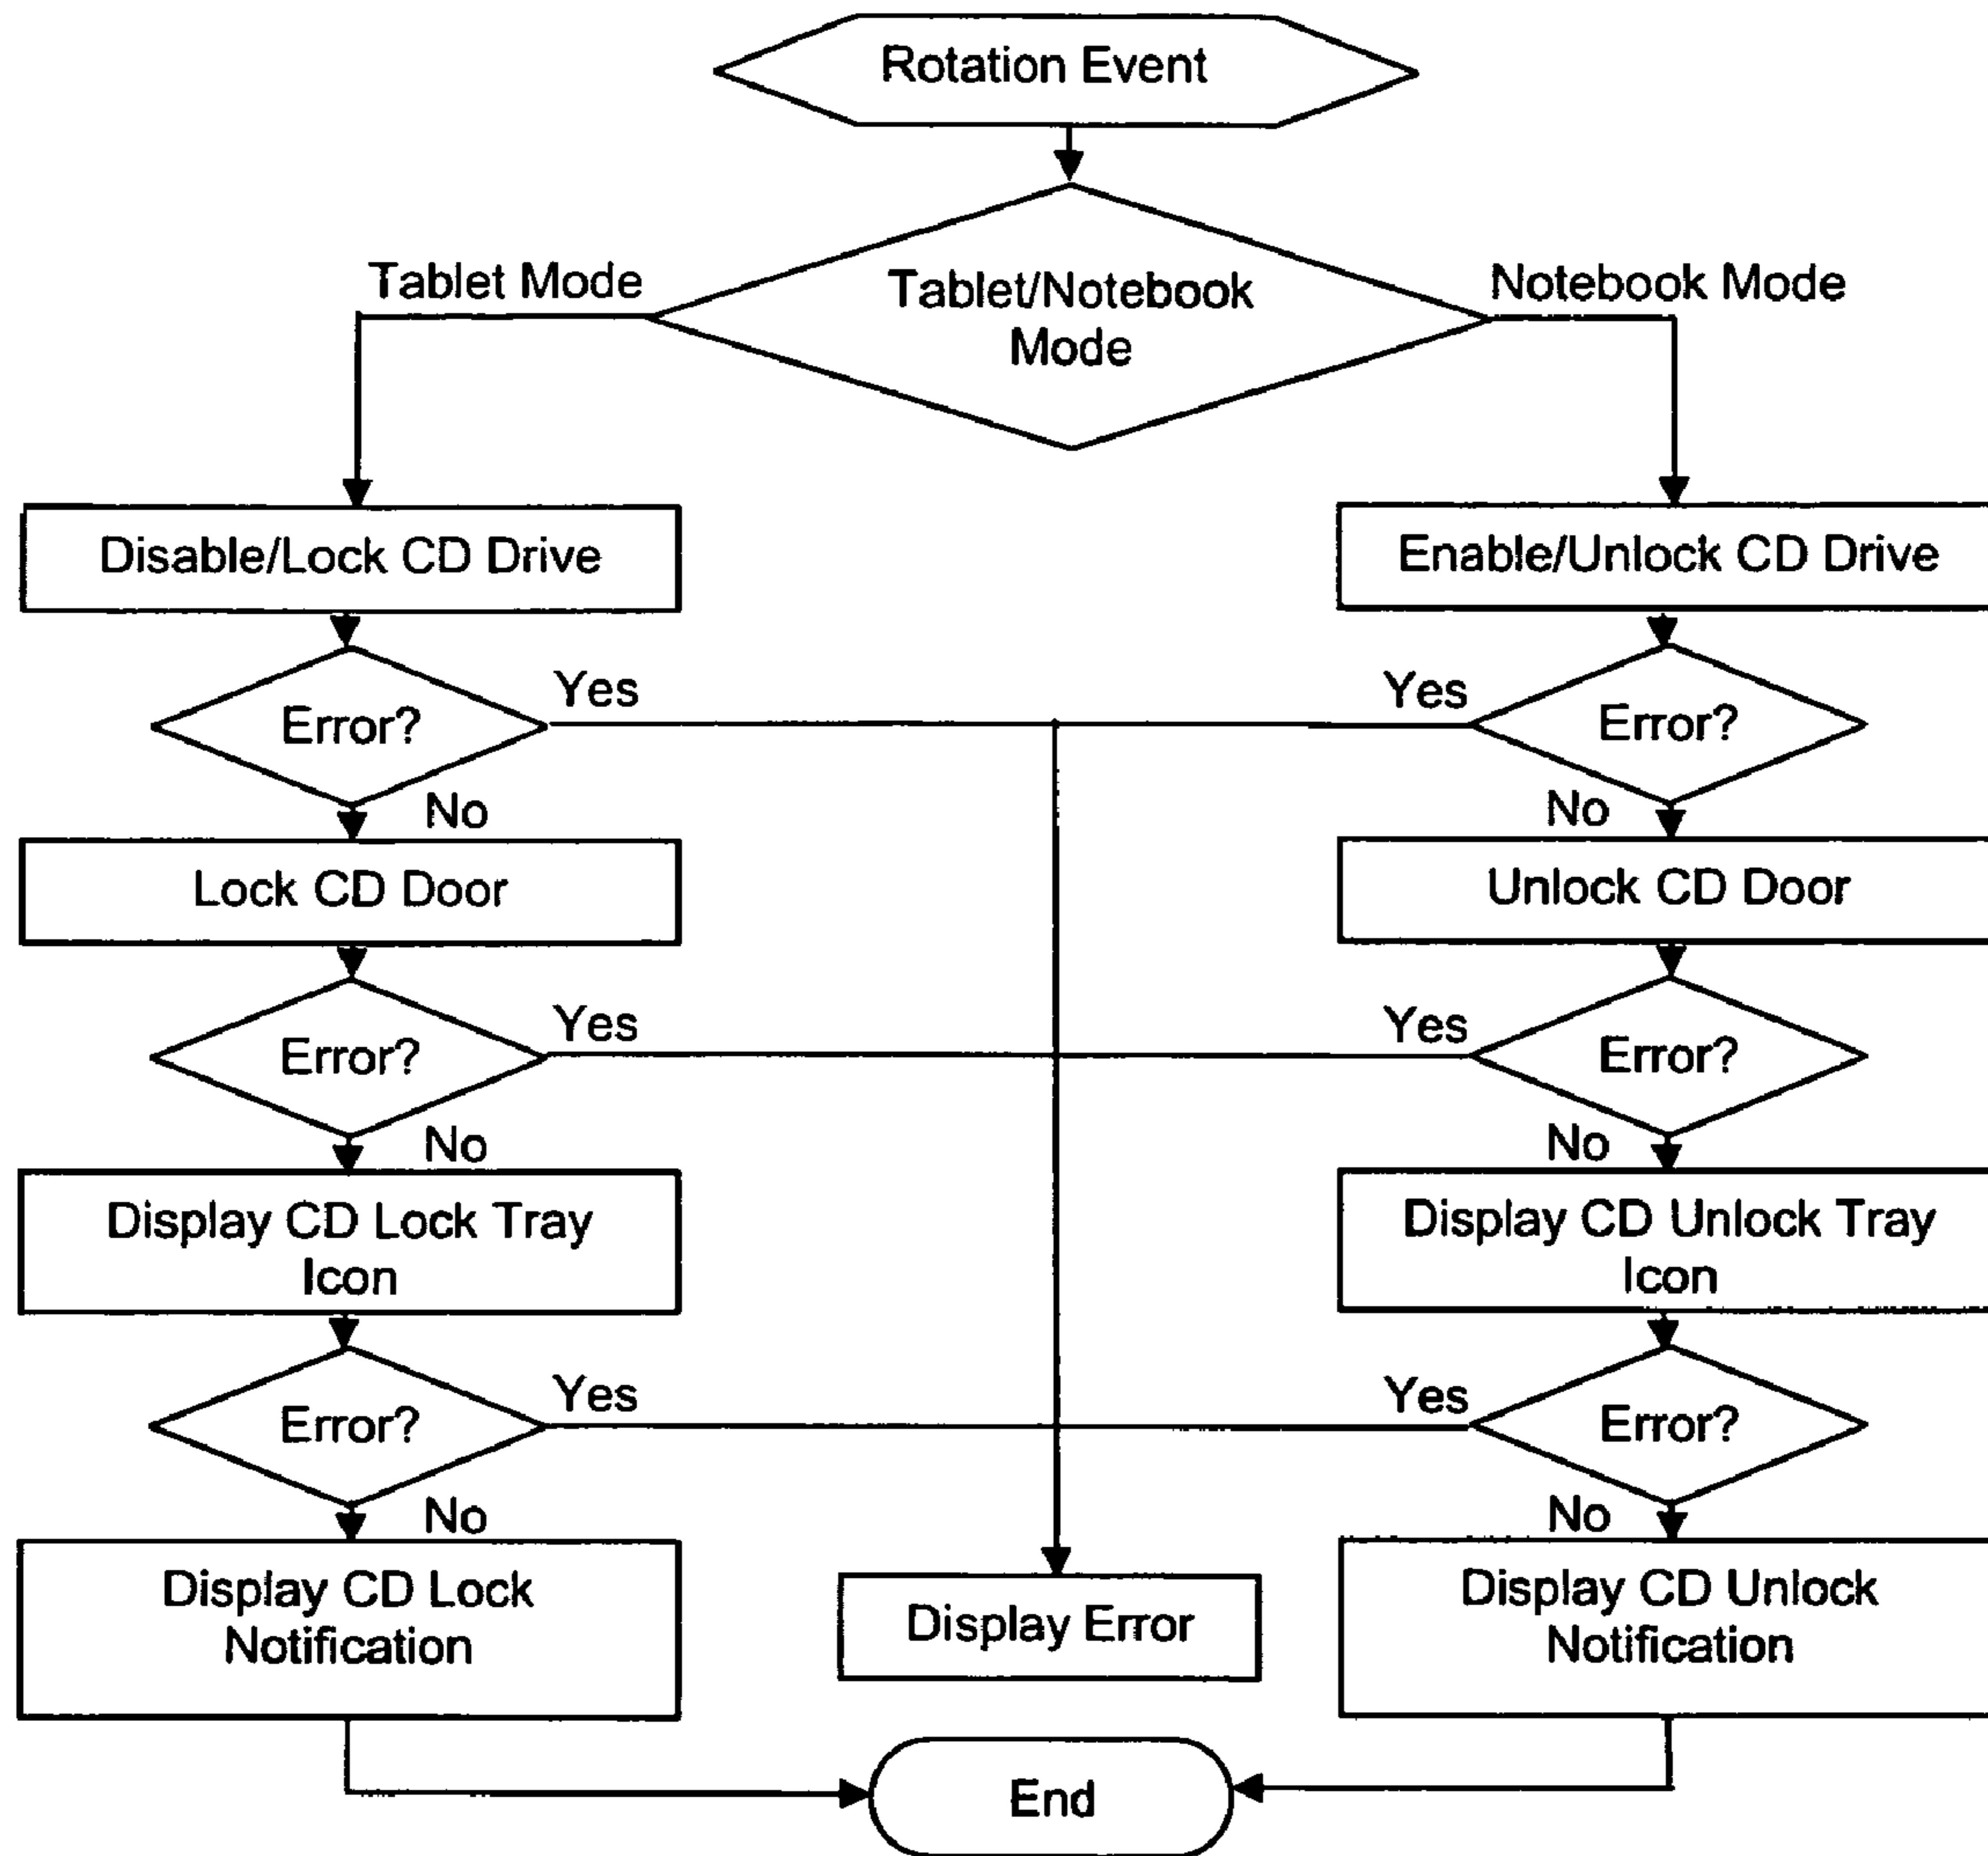 Rotation Event
Tablet Mode
Tablet/Notebook
Mode
Notebook Mode
Disable/Lock CD Drive
Enable/Unlock CD Drive
Error?
Yes
Yes
Error?
No
No
Lock CD Door
Unlock CD Door
Error?
Yes
Yes
Error?
No
No
Display CD Lock Tray
Icon
Display CD Unlock Tray
Icon
Error?
Yes
Yes
Error?
No
No
Display CD Lock
Notification
Display Error
Display CD Unlock
Notification
End